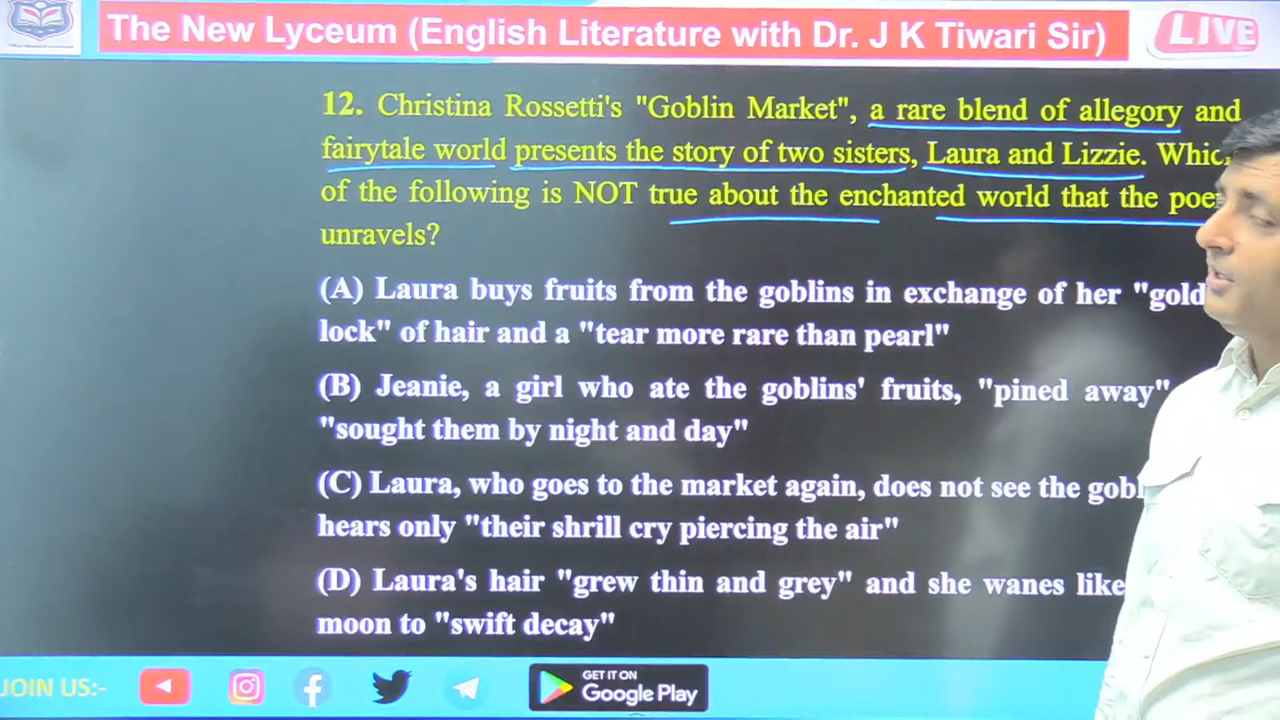 The New Lyceum (English Literature with Dr. J K Tiwari Sir)
LIVE
12. Christina Rossetti's "Goblin Market", a rare blend of allegory and
fairytale world presents the story of two sisters, Laura and Lizzie.
of the following is NOT true about the enchanted world that the
unravels?
(A) Laura buys fruits from the goblins in exchange of her
lock" of hair and a "tear more rare than pearl"
(B) Jeanie, a girl who ate the goblins' fruits, "pined away"
"sought them by night and day"
(C) Laura, who goes to the market again, does not see the
hears only "their shrill cry piercing the air"
(D) Laura's hair "grew thin and grey" and she wanes like
moon to "swift decay"
JOIN US:-
GET IT ON
Google Play